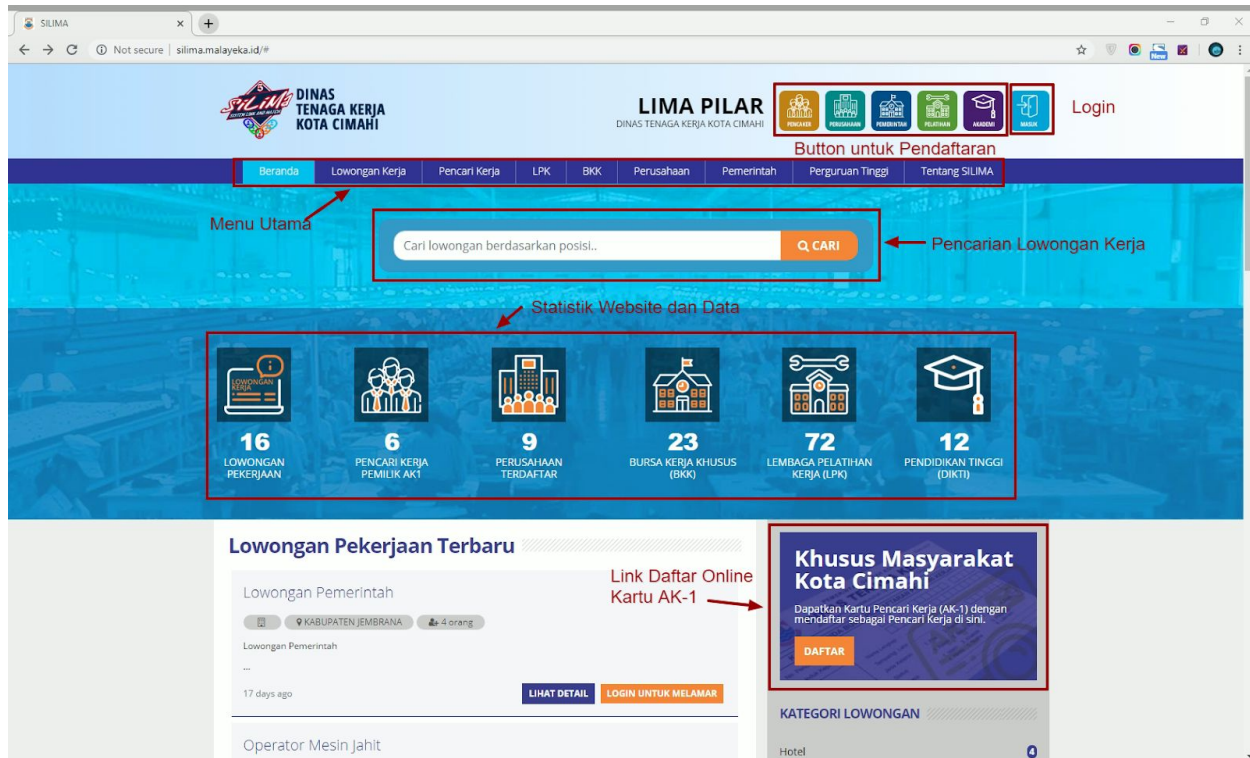 SILIMA
Not secure
silima.malayeka.id/#
New
SiLiMa
DINAS
TENAGA KERJA
KOTA CIMAHI
LIMA PILAR
DINAS TENAGA KERJA KOTA CIMAHI
PENCAKER
PERUSAHAAN
PEMERINTAH
PELATIHAN
AKADEMI
MASUK
Login
Button untuk Pendaftaran
Beranda
Lowongan Kerja
Pencari Kerja
LPK
BKK
Perusahaan
Pemerintah
Perguruan Tinggi
Tentang SILIMA
Menu Utama
Cari lowongan berdasarkan posisi..
CARI
Pencarian Lowongan Kerja
Statistik Website dan Data
LOWONGAN
KERJA
16
LOWONGAN
PEKERJAAN
6
PENCARI KERJA
PEMILIK AK1
9
PERUSAHAAN
TERDAFTAR
23
BURSA KERJA KHUSUS
(BKK)
72
LEMBAGA PELATIHAN
KERJA (LPK)
12
PENDIDIKAN TINGGI
(DIKTI)
Lowongan Pekerjaan Terbaru
Lowongan Pemerintah
KABUPATEN JEMBRANA
4 orang
Lowongan Pemerintah
...
17 days ago
LIHAT DETAIL
LOGIN UNTUK MELAMAR
Operator Mesin Jahit
Link Daftar Online
Kartu AK-1
Khusus Masyarakat
Kota Cimahi
Dapatkan Kartu Pencari Kerja (AK-1) dengan
mendaftar sebagai Pencari Kerja di sini.
DAFTAR
KATEGORI LOWONGAN
Hotel
4